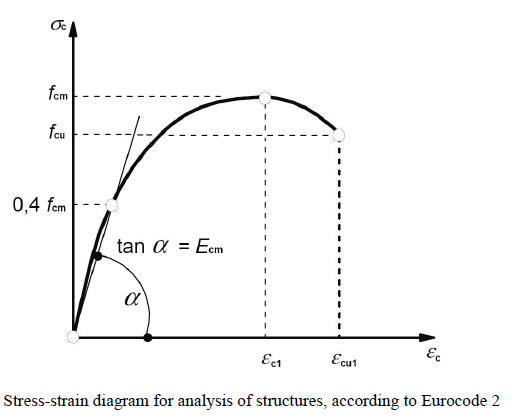 σc
fcm
fcu
0,4 fcm
tan α = Ecm
α
εc1 εcu1 εc
Stress-strain diagram for analysis of structures, according to Eurocode 2